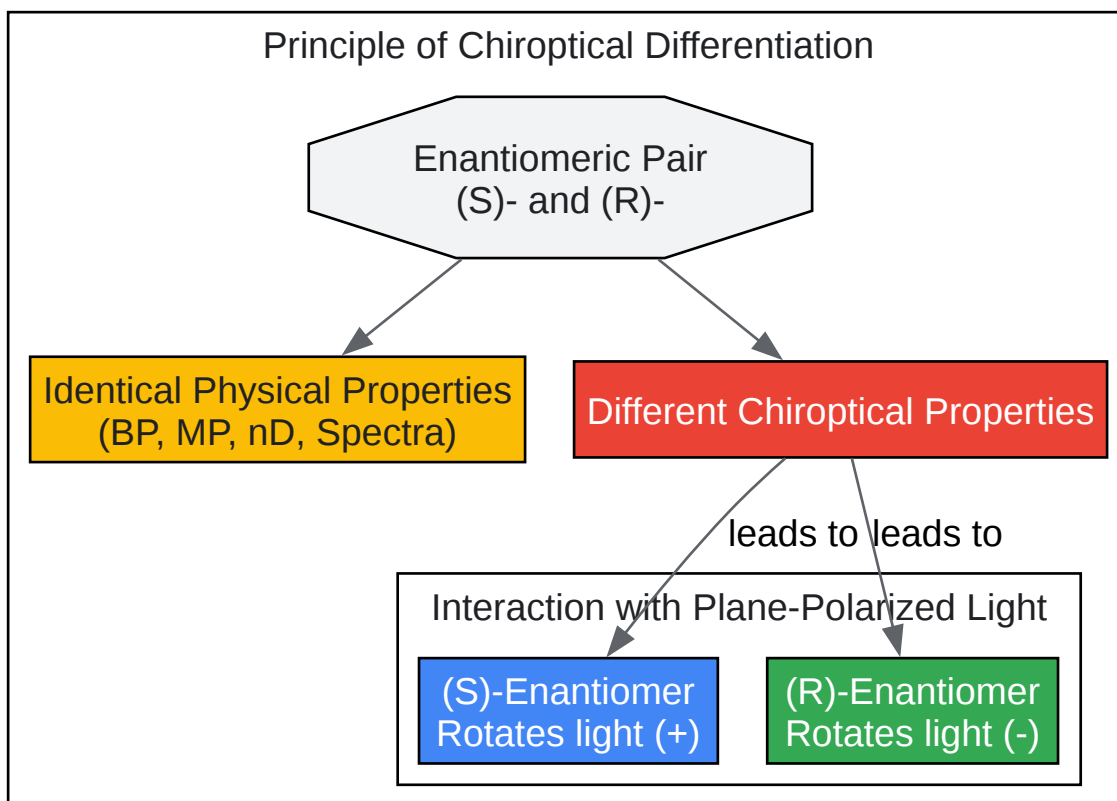 Principle of Chiroptical Differentiation
Enantiomeric Pair
(S)- and (R)-
Identical Physical Properties
(BP, MP, nD, Spectra)
Different Chiroptical Properties
leads to
leads to
Interaction with Plane-Polarized Light
(S)-Enantiomer
Rotates light (+)
(R)-Enantiomer
Rotates light (-)